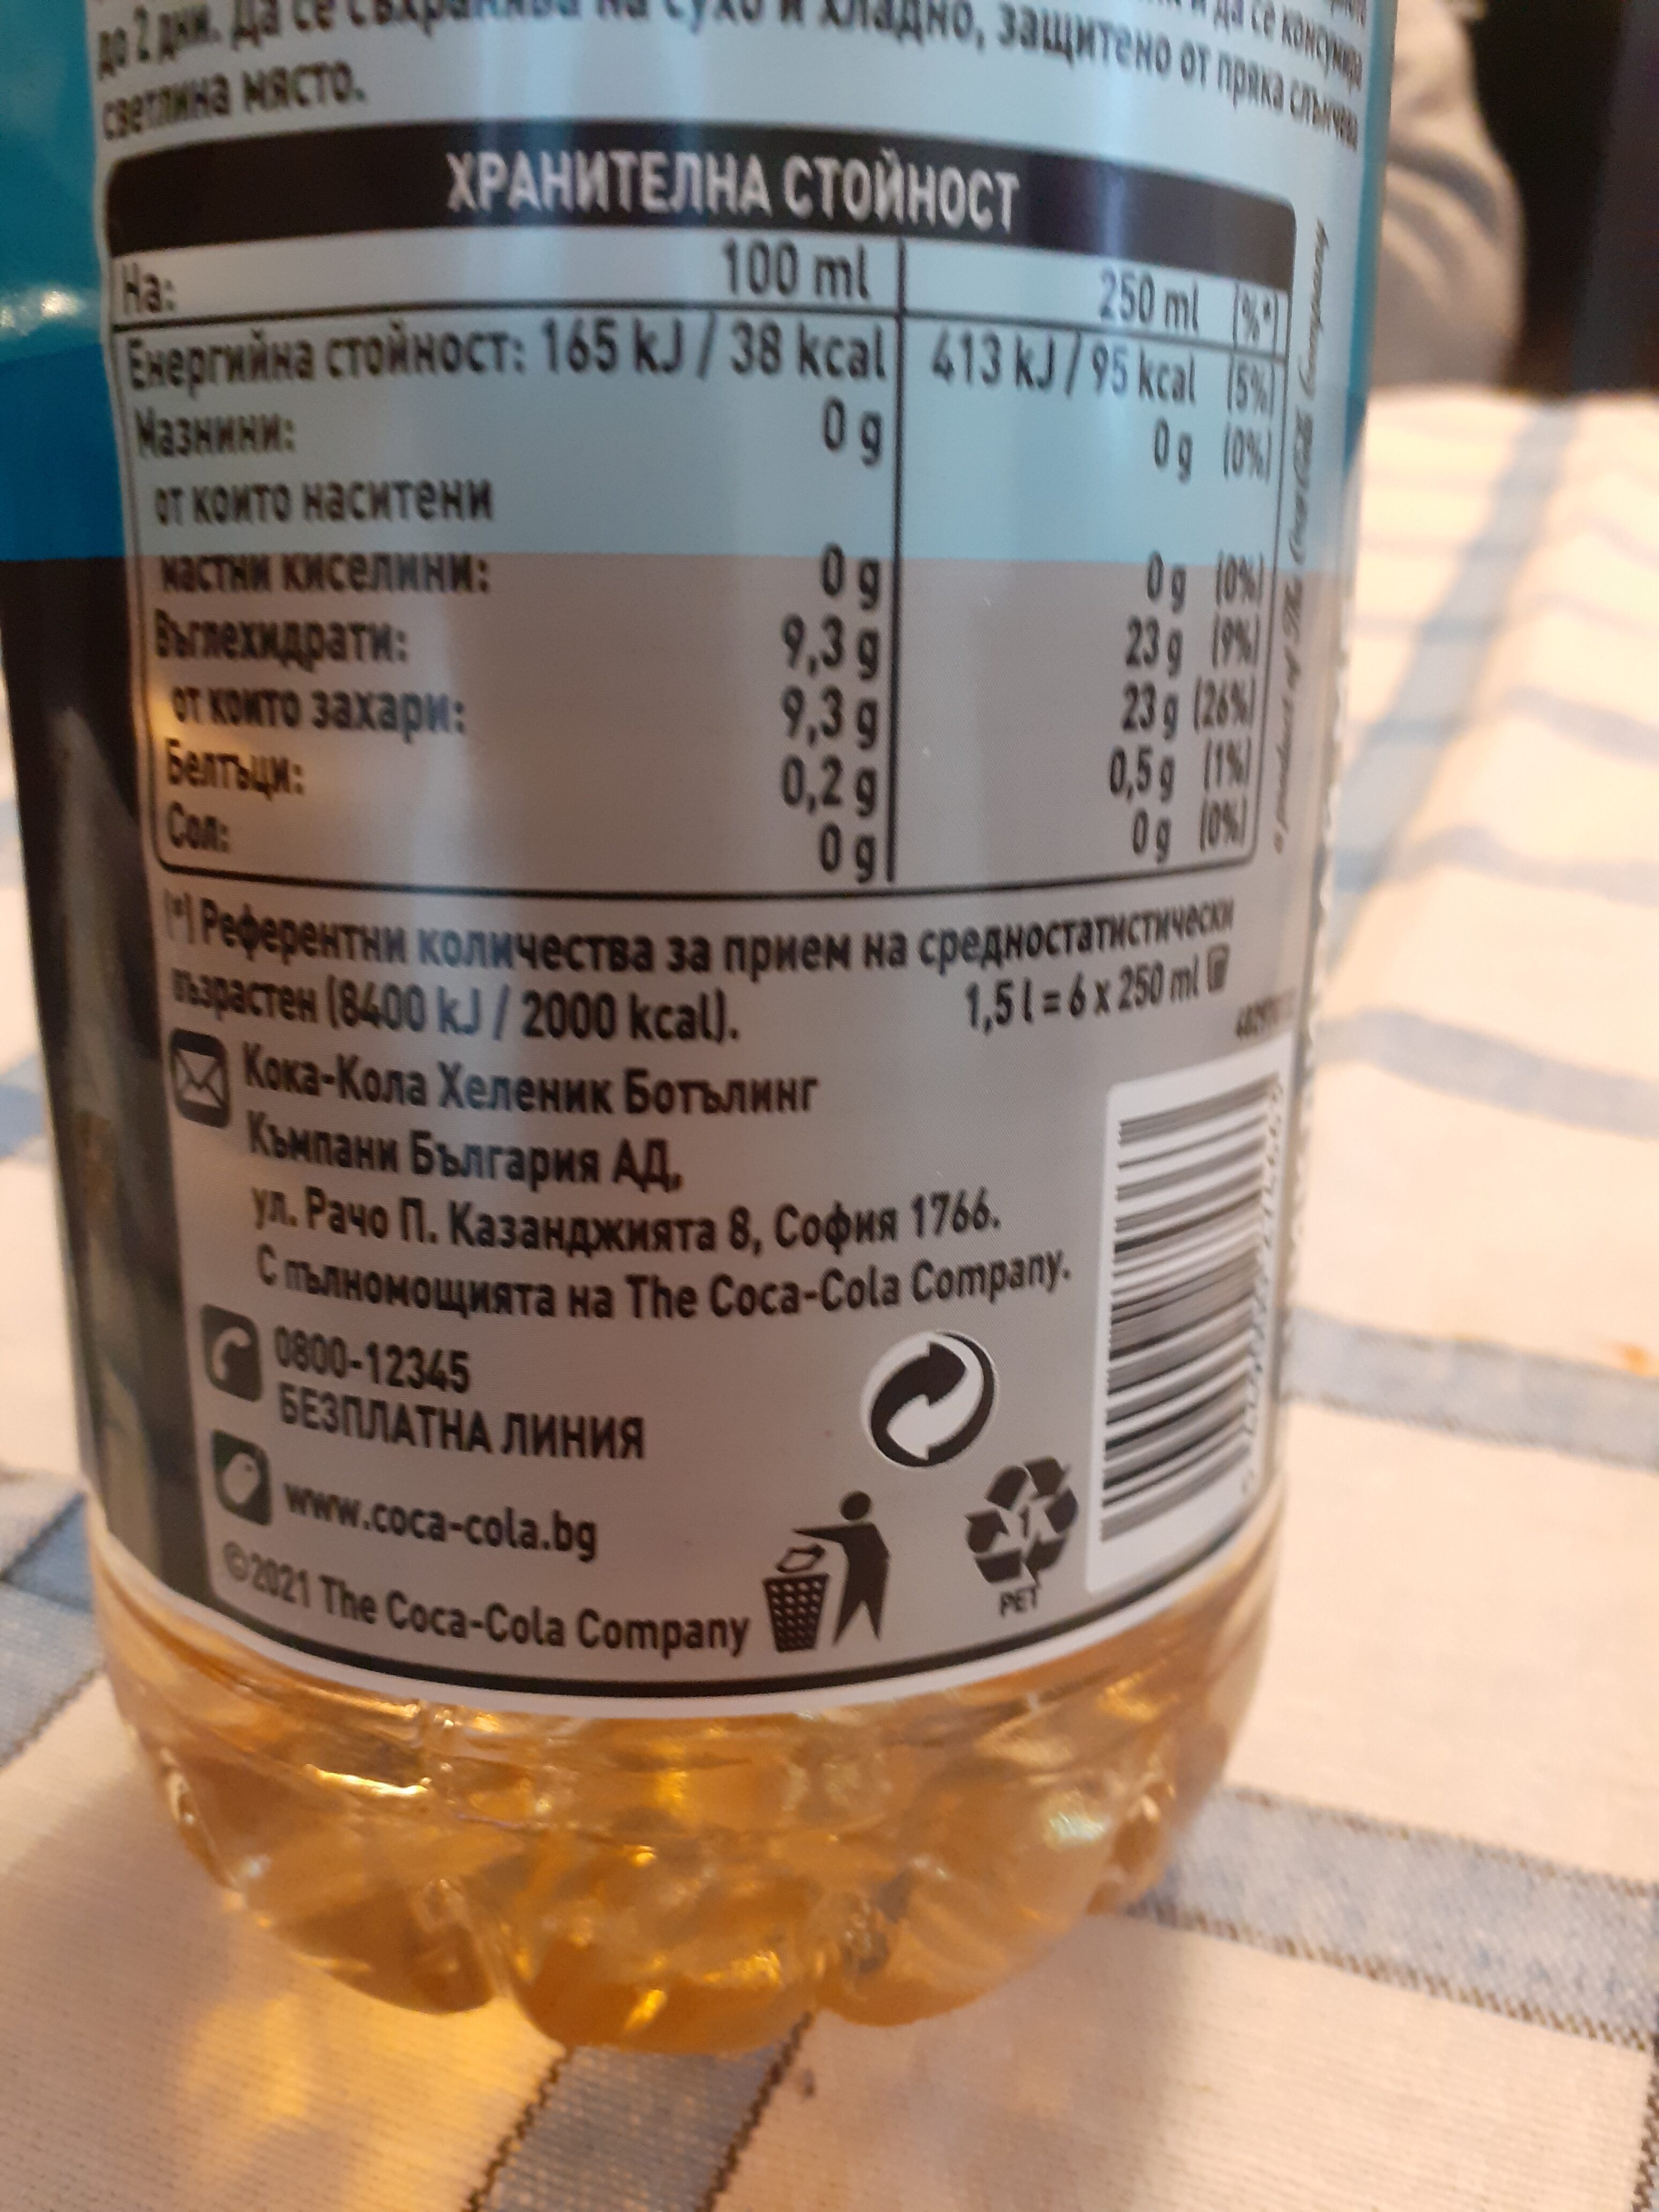 до 2 дни. Да се съхранява на сухо и хладно, защитено от пряка слънчева
светлина място.
ХРАНИТЕЛНА СТОЙНОСТ
На: 100 ml 250 ml (%*)
Енергийна стойност: 165 kJ / 38 kcal 413 kJ / 95 kcal (5%)
Мазнини: 0 g 0 g (0%)
от които наситени
мастни киселини: 0 g 0 g (0%)
Въглехидрати: 9,3 g 23 g (9%)
от които захари: 9,3 g 23 g (26%)
Белтъци: 0,2 g 0,5 g (1%)
Сол: 0 g 0 g (0%)
(*) Референтни количества за прием на средностатистически
възрастен (8400 kJ / 2000 kcal). 1,5 l = 6 x 250 ml
Кока-Кола Хеленик Ботълинг
Къмпани България АД,
ул. Рачо П. Казанджията 8, София 1766.
С пълномощията на The Coca-Cola Company.
0800-12345
БЕЗПЛАТНА ЛИНИЯ
www.coca-cola.bg
©2021 The Coca-Cola Company
1
PET
a product of The Coca-Cola Company